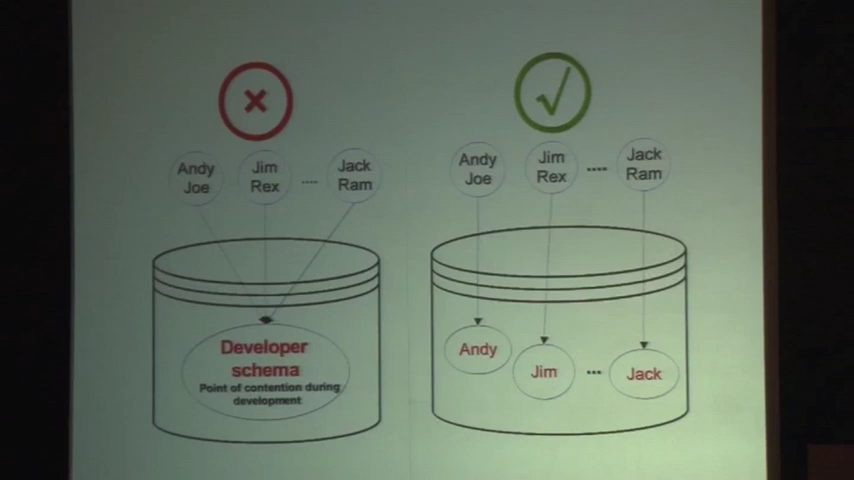 Andy
Joe
Jim
Rex
....
Jack
Ram
Developer
schema
Point of contention during
development
Andy
Joe
Jim
Rex
....
Jack
Ram
Andy
Jim
...
Jack